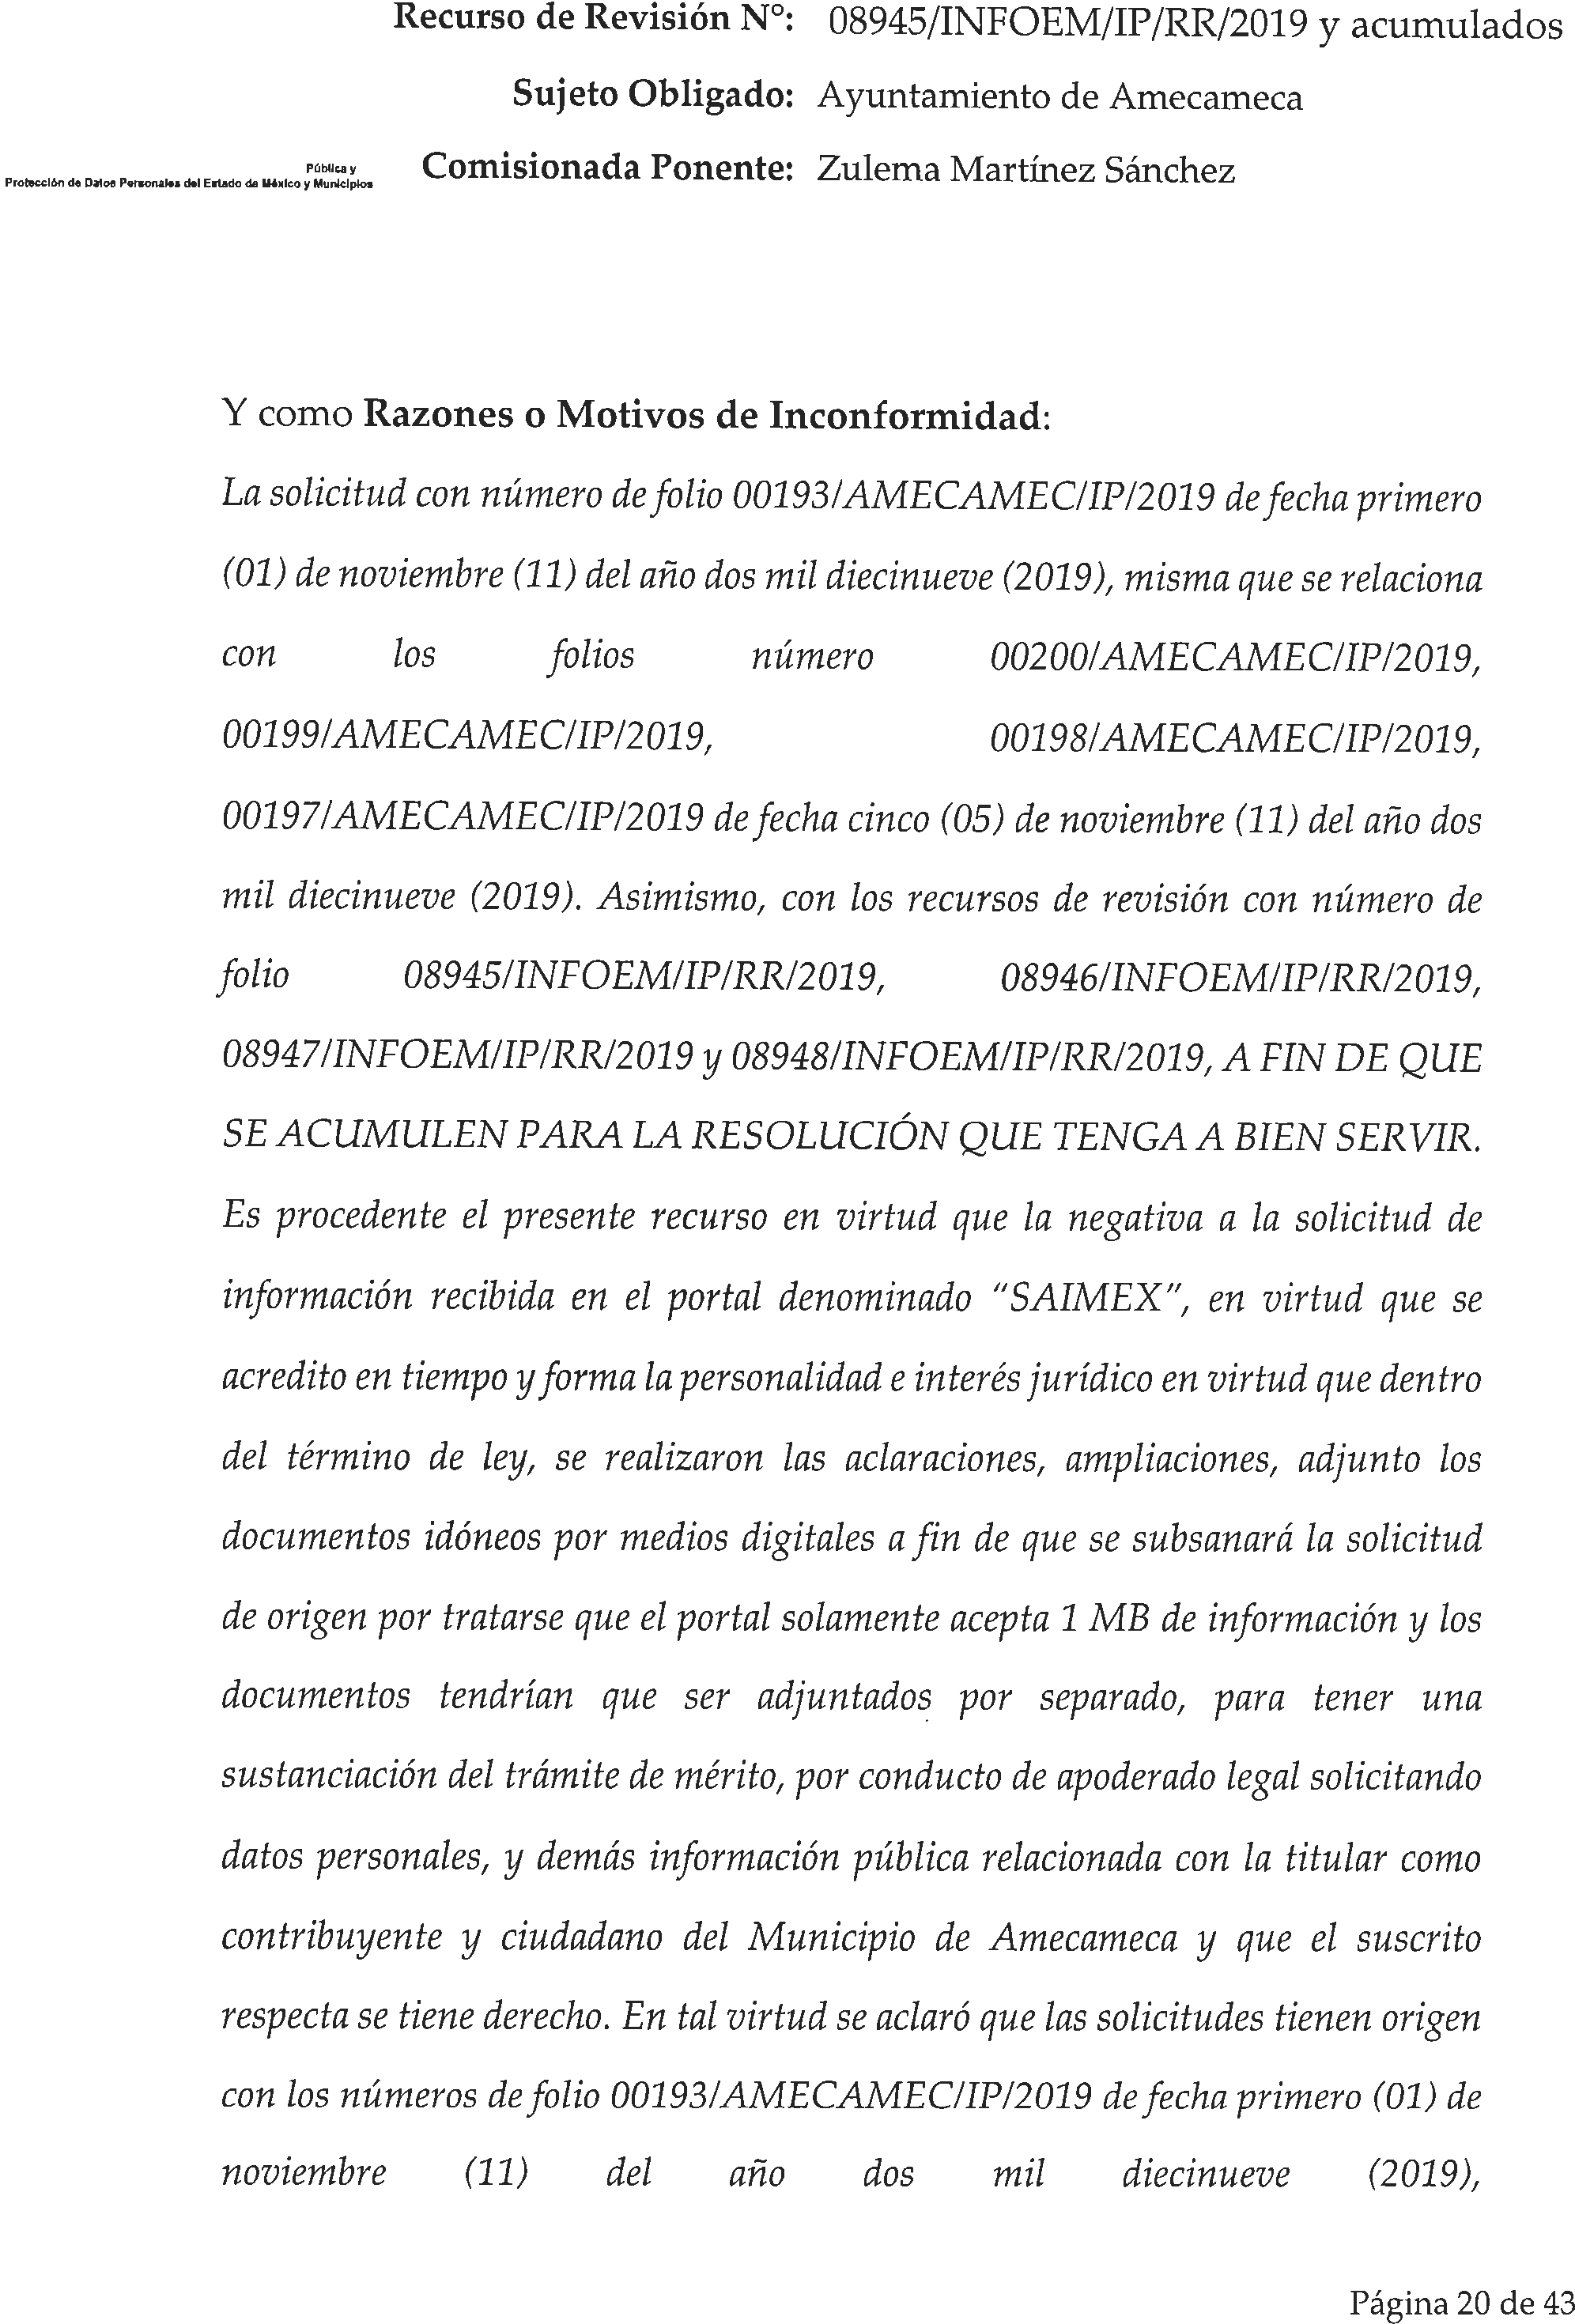 Recurso de Revisión N°: 08945/INFOEM/IP/RR/2019 y acumulados
Sujeto Obligado: Ayuntamiento de Amecameca
Pública y
Protección de Datos Personales del Estado de México y Municipios
Comisionada Ponente: Zulema Martínez Sánchez
Y como Razones o Motivos de Inconformidad:
La solicitud con número de folio 00193/AMECAMEC/IP/2019 de fecha primero
(01) de noviembre (11) del año dos mil diecinueve (2019), misma que se relaciona
con los folios número 00200/AMECAMEC/IP/2019,
00199/AMECAMEC/IP/2019, 00198/AMECAMEC/IP/2019,
00197/AMECAMEC/IP/2019 de fecha cinco (05) de noviembre (11) del año dos
mil diecinueve (2019). Asimismo, con los recursos de revisión con número de
folio 08945/INFOEM/IP/RR/2019, 08946/INFOEM/IP/RR/2019,
08947/INFOEM/IP/RR/2019 y 08948/INFOEM/IP/RR/2019, A FIN DE QUE
SE ACUMULEN PARA LA RESOLUCIÓN QUE TENGA A BIEN SERVIR.
Es procedente el presente recurso en virtud que la negativa a la solicitud de
información recibida en el portal denominado "SAIMEX", en virtud que se
acredito en tiempo y forma la personalidad e interés jurídico en virtud que dentro
del término de ley, se realizaron las aclaraciones, ampliaciones, adjunto los
documentos idóneos por medios digitales a fin de que se subsanará la solicitud
de origen por tratarse que el portal solamente acepta 1 MB de información y los
documentos tendrían que ser adjuntados por separado, para tener una
sustanciación del trámite de mérito, por conducto de apoderado legal solicitando
datos personales, y demás información pública relacionada con la titular como
contribuyente y ciudadano del Municipio de Amecameca y que el suscrito
respecta se tiene derecho. En tal virtud se aclaró que las solicitudes tienen origen
con los números de folio 00193/AMECAMEC/IP/2019 de fecha primero (01) de
noviembre (11) del año dos mil diecinueve (2019),
Página 20 de 43